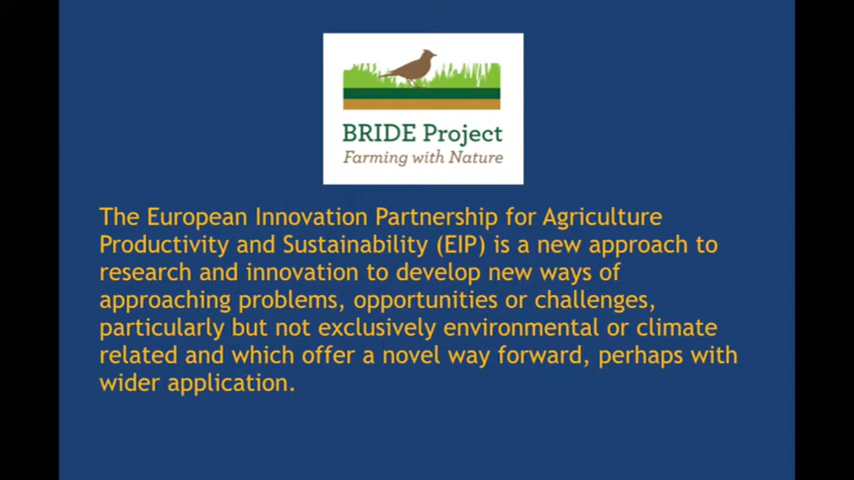 BRIDE Project
Farming with Nature
The European Innovation Partnership for Agriculture
Productivity and Sustainability (EIP) is a new approach to
research and innovation to develop new ways of
approaching problems, opportunities or challenges,
particularly but not exclusively environmental or climate
related and which offer a novel way forward, perhaps with
wider application.